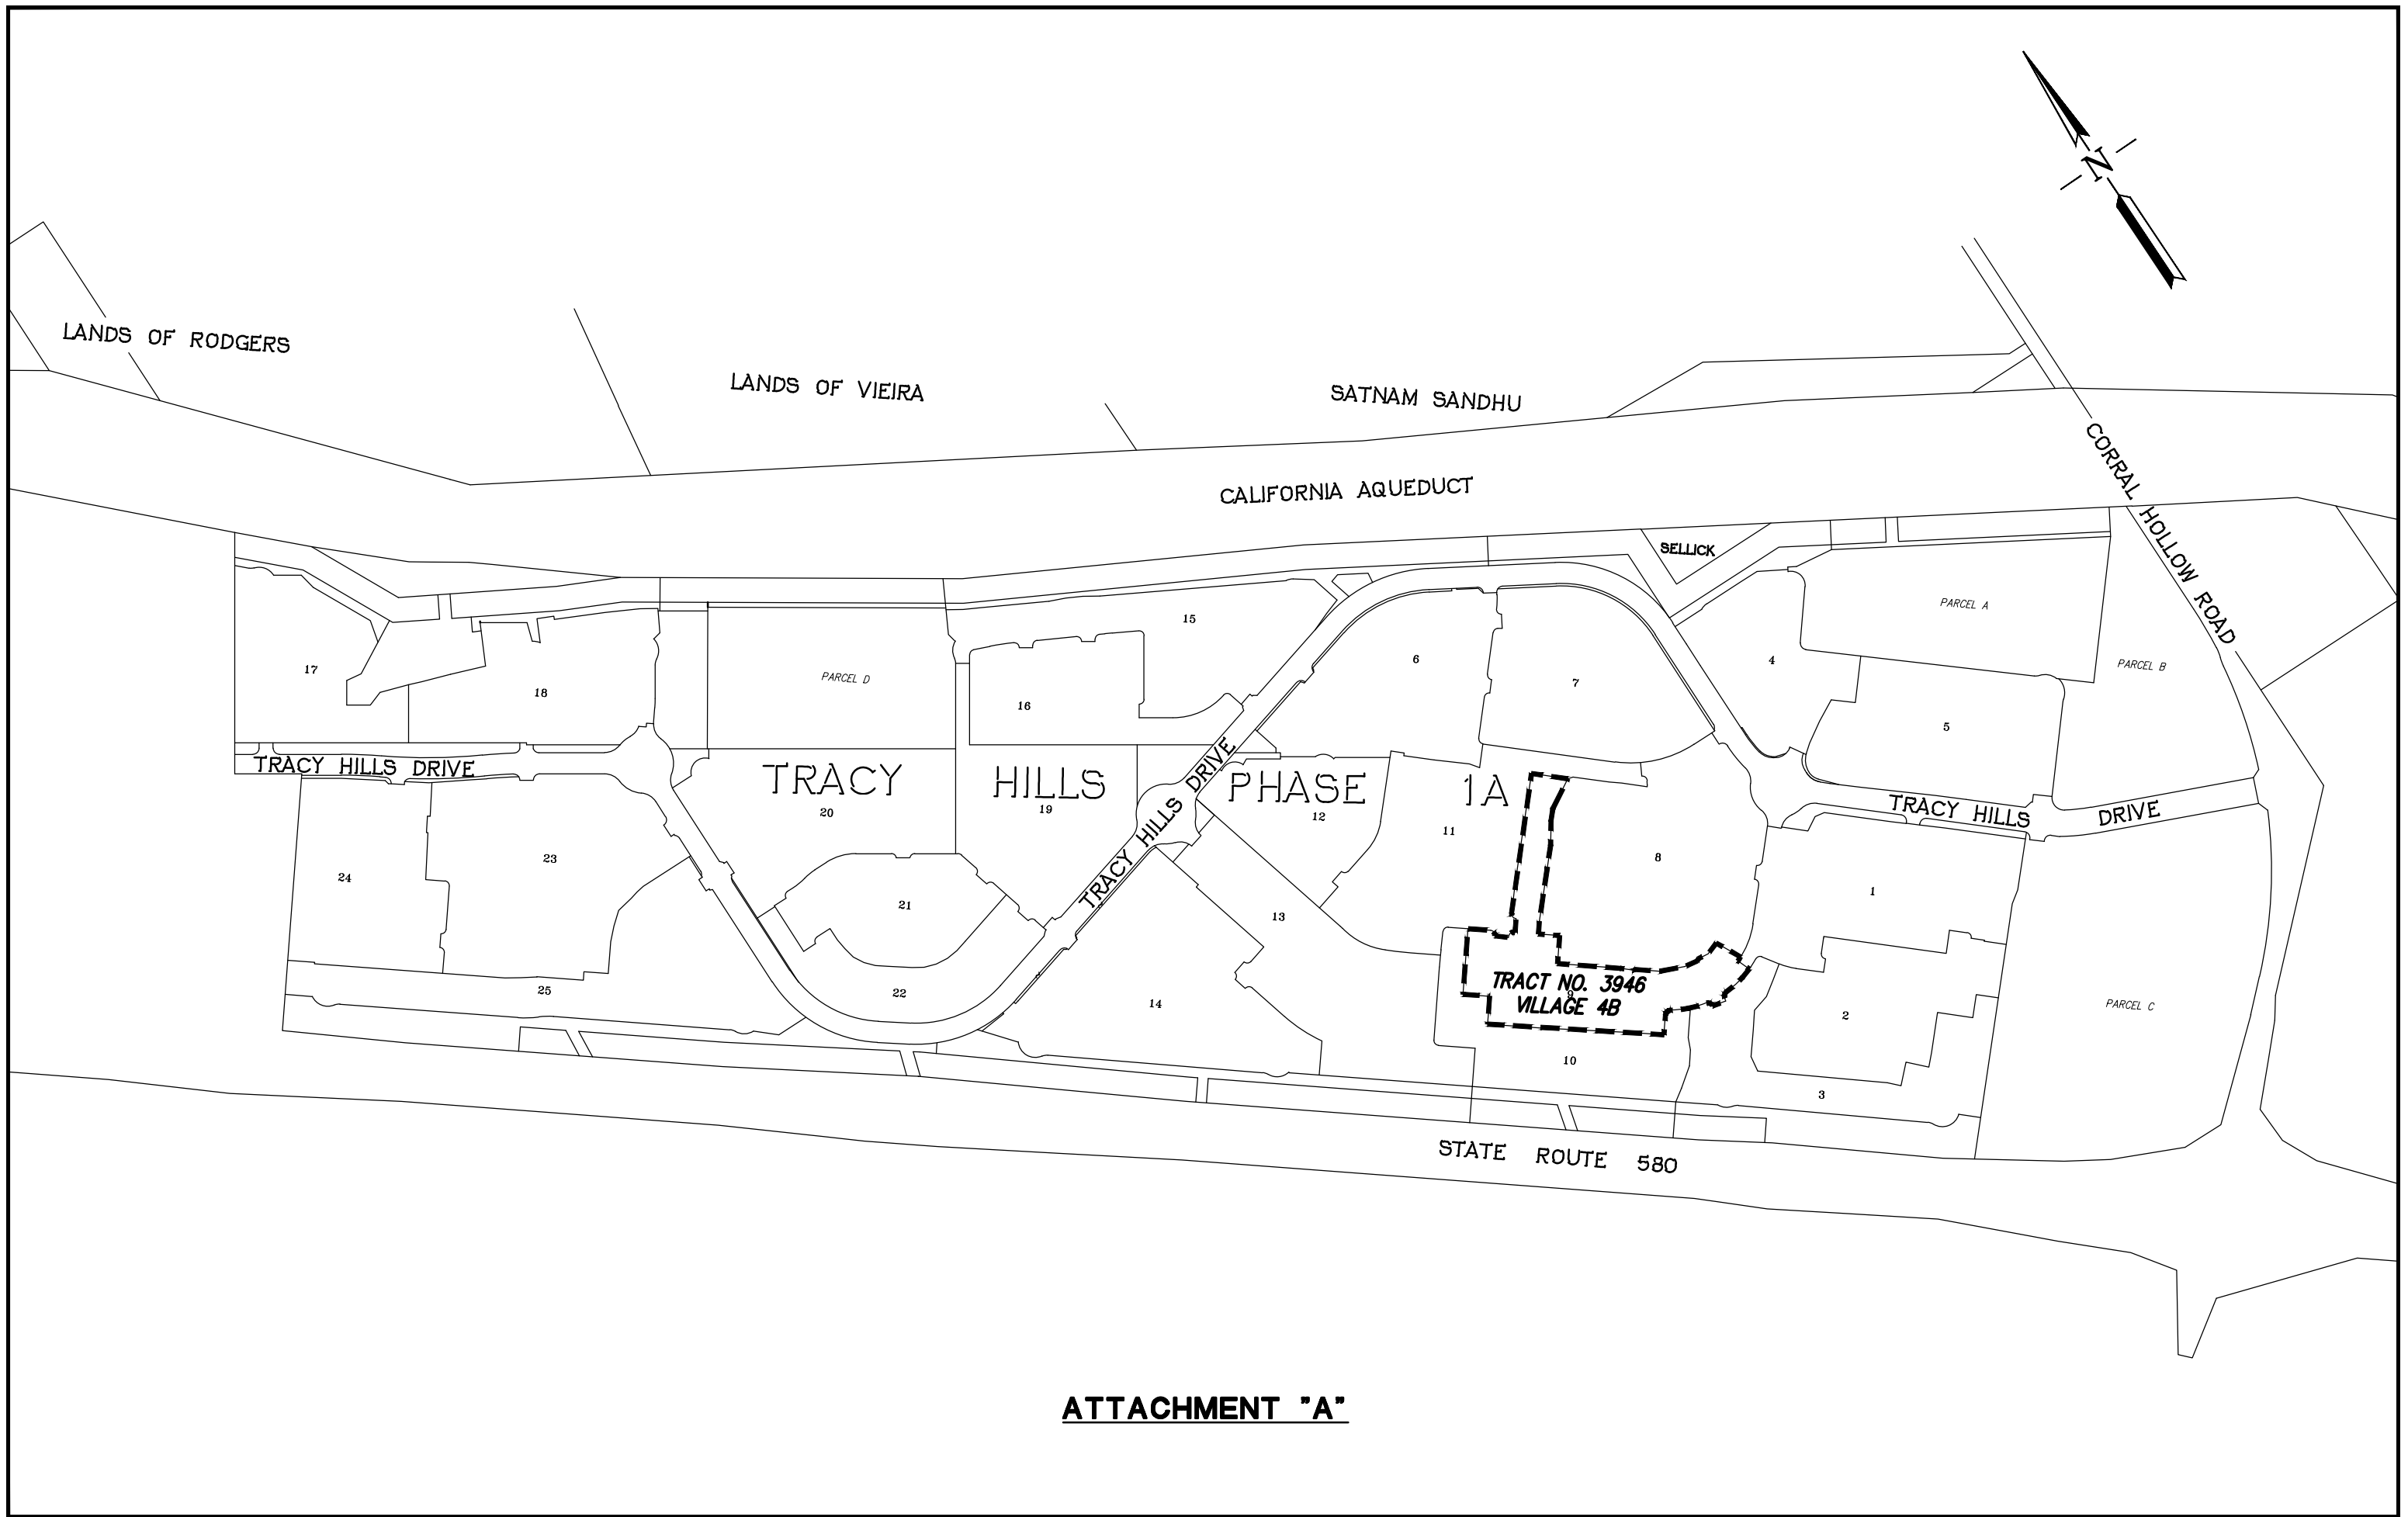 N
LANDS OF RODGERS
LANDS OF VIEIRA
SATNAM SANDHU
CORRAL HOLLOW ROAD
CALIFORNIA AQUEDUCT
SELLICK
PARCEL A
PARCEL B
15
6
4
17
18
PARCEL D
7
16
5
TRACY HILLS DRIVE
TRACY HILLS PHASE 1A
TRACY HILLS DRIVE
TRACY HILLS DRIVE
20
19
12
11
8
23
24
21
13
1
25
22
14
TRACT NO. 3946
9
VILLAGE 4B
PARCEL C
2
10
3
STATE ROUTE 580
ATTACHMENT "A"